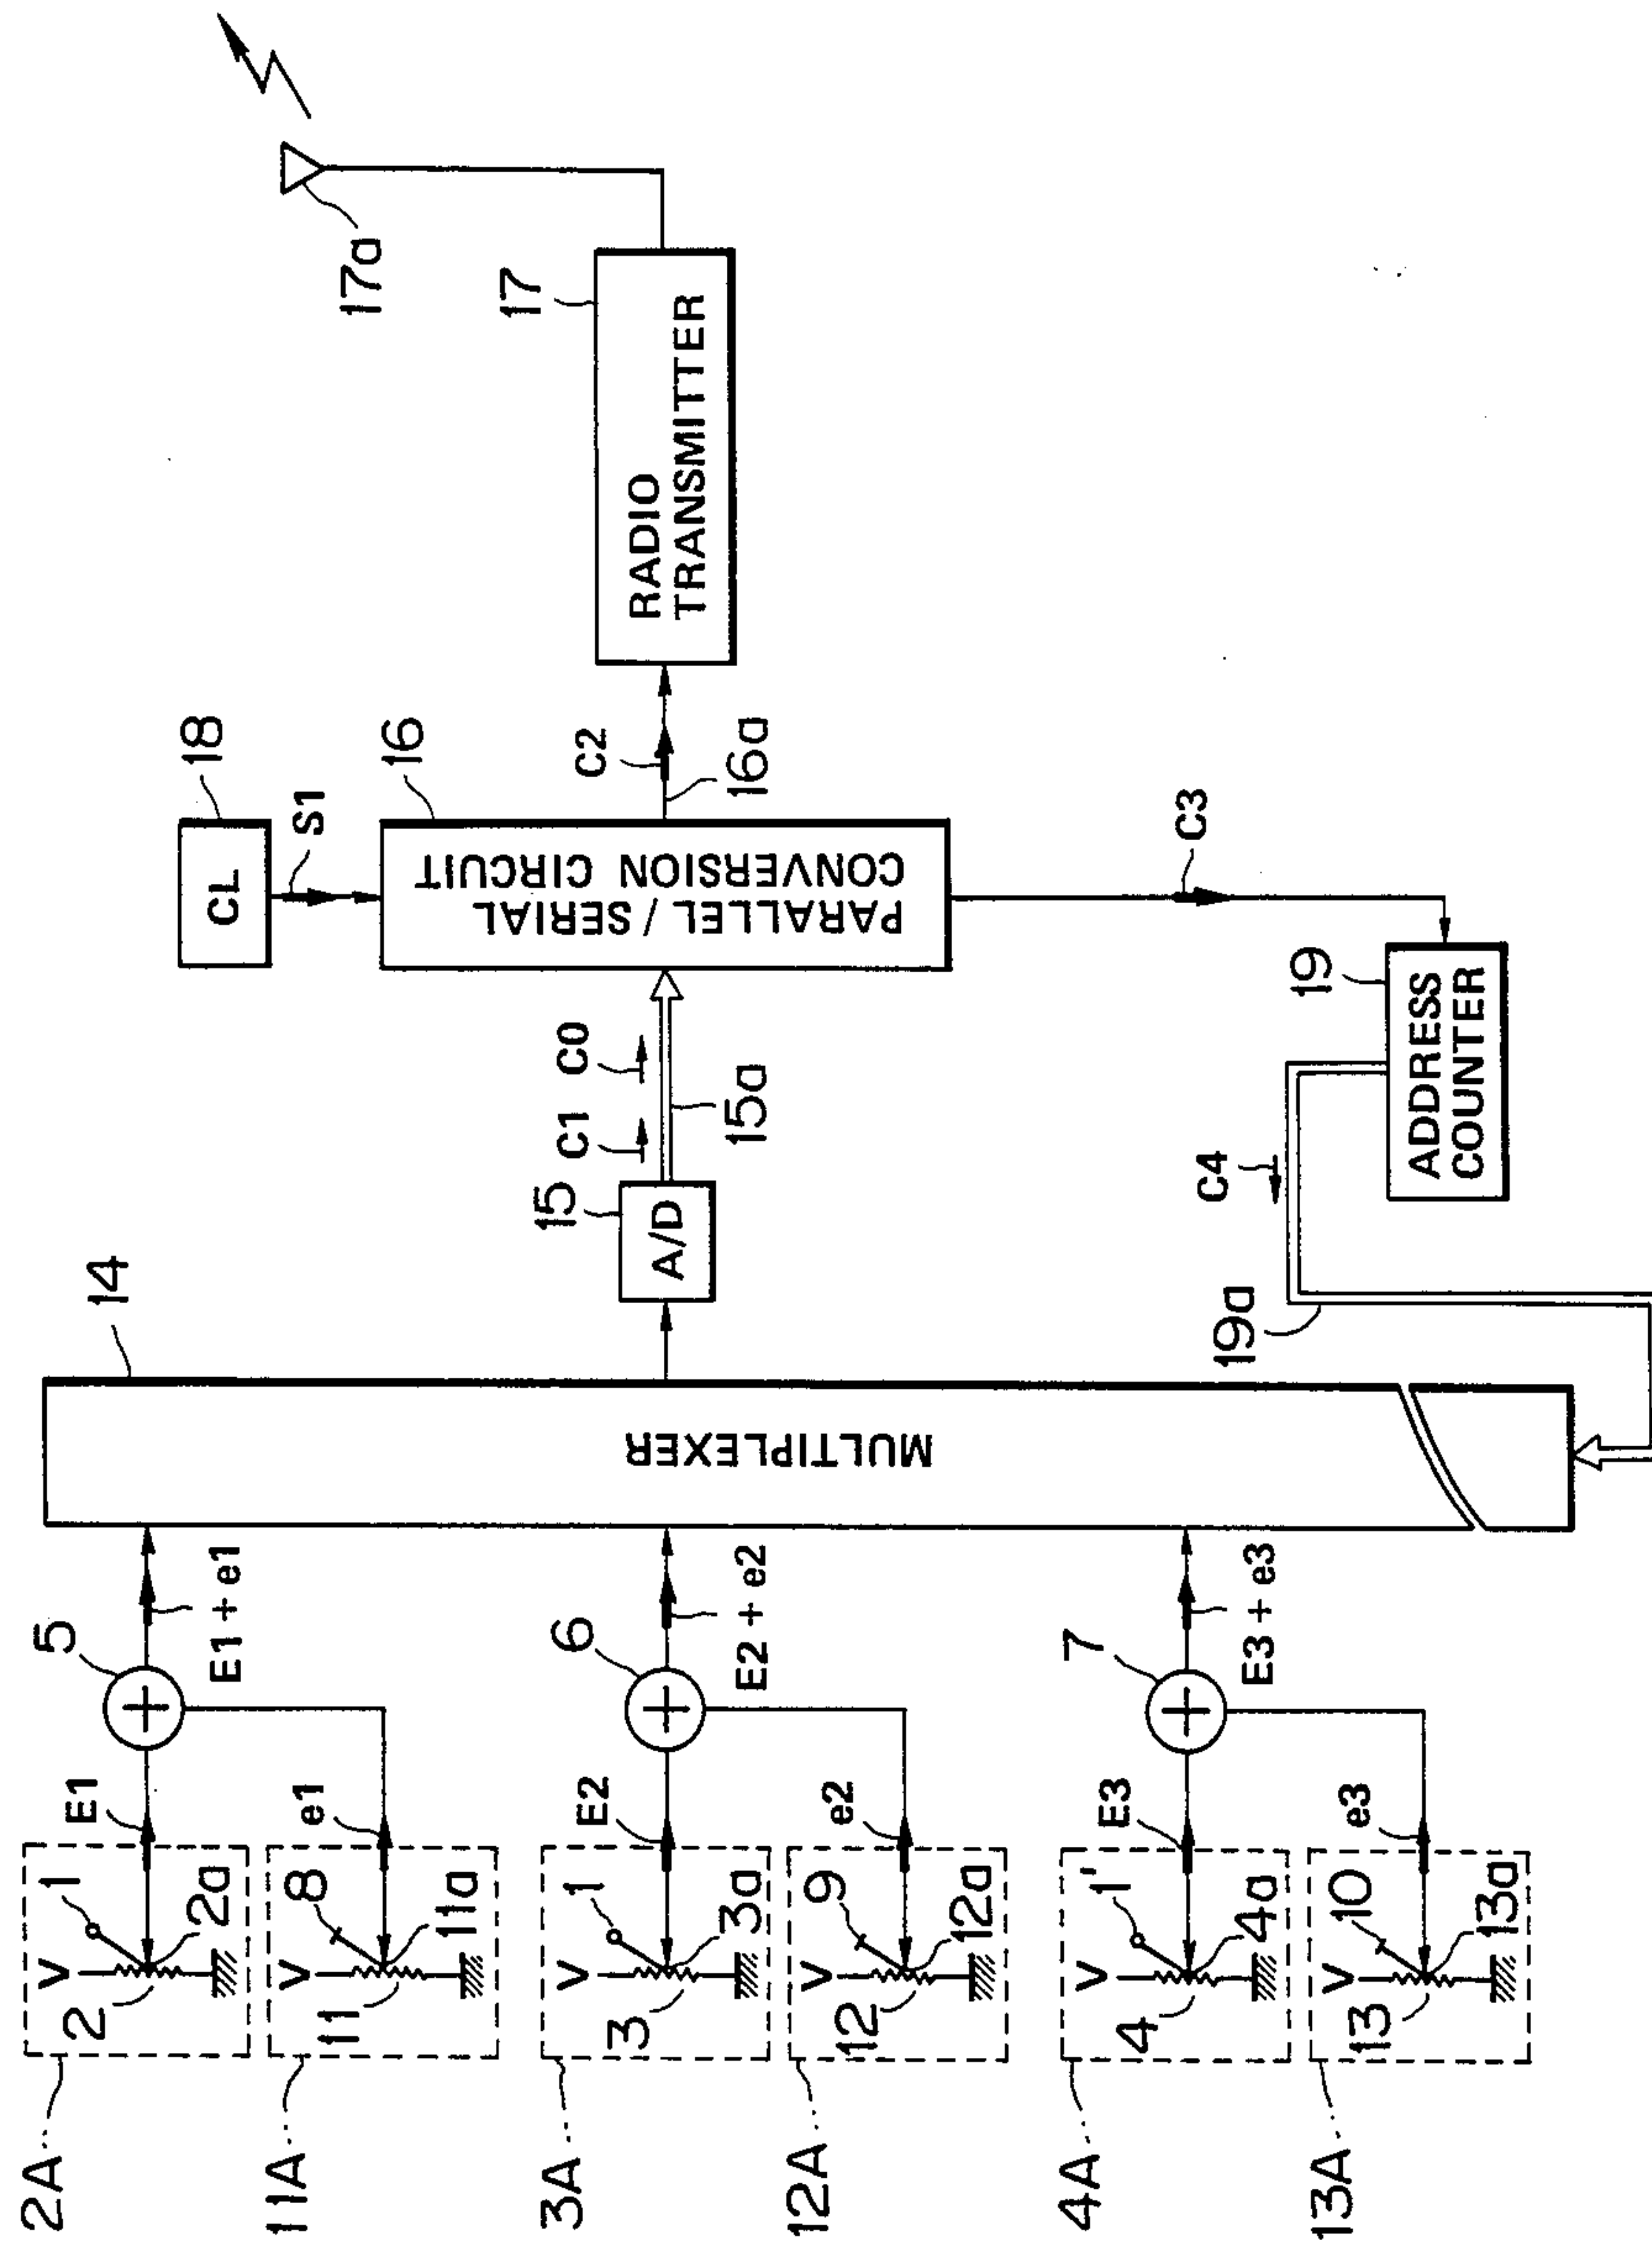 2A
V
1
2
2a
E1
5
E1 + e1
11A
V
8
11
11a
e1
3A
V
1
3
3a
E2
6
E2 + e2
12A
V
9
12
12a
e2
4A
V
1'
4
4a
E3
7
E3 + e3
13A
V
10
13
13a
e3
14
MULTIPLEXER
15
A/D
C1
C0
15a
18
CL
S1
16
PARALLEL / SERIAL
CONVERSION CIRCUIT
C2
16a
17
RADIO
TRANSMITTER
17a
C3
19
ADDRESS
COUNTER
C4
19a